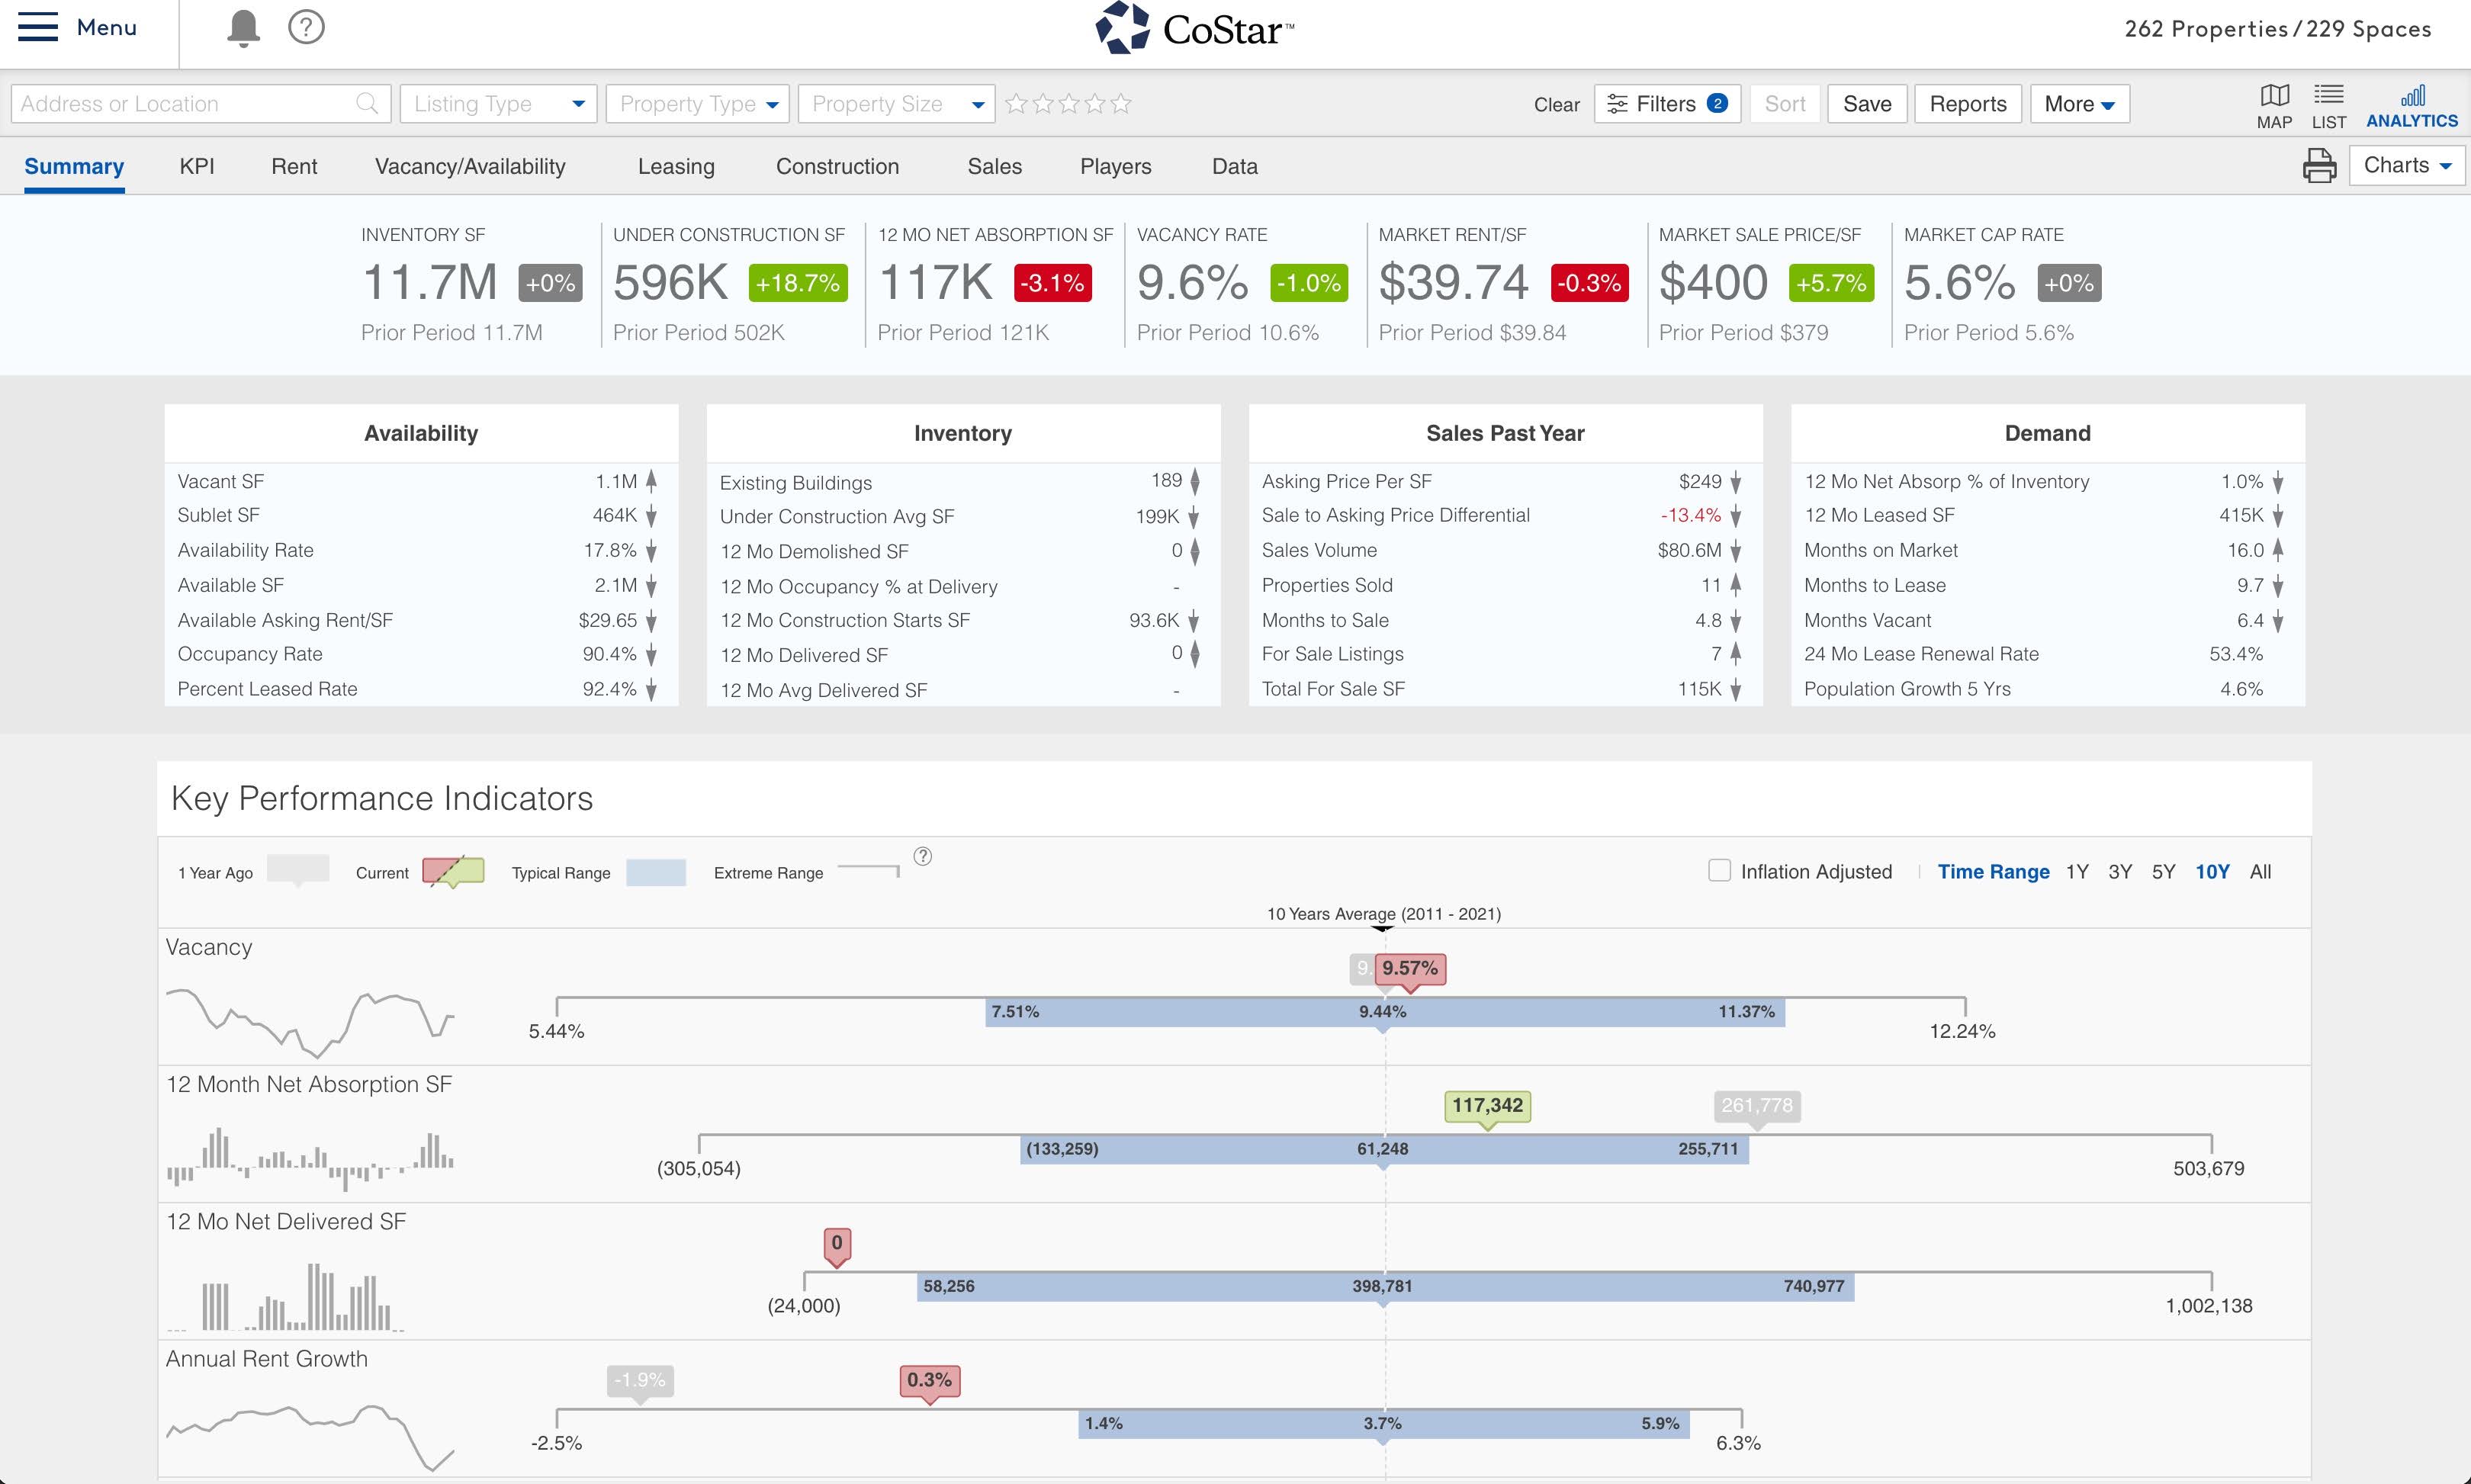 Menu
?
CoStar™
262 Properties/229 Spaces
Address or Location
Listing Type
Property Type
Property Size
Clear
Filters 2
Sort
Save
Reports
More
MAP
LIST
ANALYTICS
Summary KPI Rent Vacancy/Availability Leasing Construction Sales Players Data
Charts
INVENTORY SF
11.7M +0%
Prior Period 11.7M
UNDER CONSTRUCTION SF
596K +18.7%
Prior Period 502K
12 MO NET ABSORPTION SF
117K -3.1%
Prior Period 121K
VACANCY RATE
9.6% -1.0%
Prior Period 10.6%
MARKET RENT/SF
$39.74 -0.3%
Prior Period $39.84
MARKET SALE PRICE/SF
$400 +5.7%
Prior Period $379
MARKET CAP RATE
5.6% +0%
Prior Period 5.6%
Availability
Vacant SF 1.1M
Sublet SF 464K
Availability Rate 17.8%
Available SF 2.1M
Available Asking Rent/SF $29.65
Occupancy Rate 90.4%
Percent Leased Rate 92.4%
Inventory
Existing Buildings 189
Under Construction Avg SF 199K
12 Mo Demolished SF 0
12 Mo Occupancy % at Delivery -
12 Mo Construction Starts SF 93.6K
12 Mo Delivered SF 0
12 Mo Avg Delivered SF -
Sales Past Year
Asking Price Per SF $249
Sale to Asking Price Differential -13.4%
Sales Volume $80.6M
Properties Sold 11
Months to Sale 4.8
For Sale Listings 7
Total For Sale SF 115K
Demand
12 Mo Net Absorp % of Inventory 1.0%
12 Mo Leased SF 415K
Months on Market 16.0
Months to Lease 9.7
Months Vacant 6.4
24 Mo Lease Renewal Rate 53.4%
Population Growth 5 Yrs 4.6%
Key Performance Indicators
1 Year Ago Current Typical Range Extreme Range ?
Inflation Adjusted Time Range 1Y 3Y 5Y 10Y All
10 Years Average (2011 - 2021)
Vacancy
9. 9.57%
7.51% 9.44% 11.37%
5.44% 12.24%
12 Month Net Absorption SF
117,342 261,778
(133,259) 61,248 255,711
(305,054) 503,679
12 Mo Net Delivered SF
0
58,256 398,781 740,977
(24,000) 1,002,138
Annual Rent Growth
-1.9% 0.3%
1.4% 3.7% 5.9%
-2.5% 6.3%